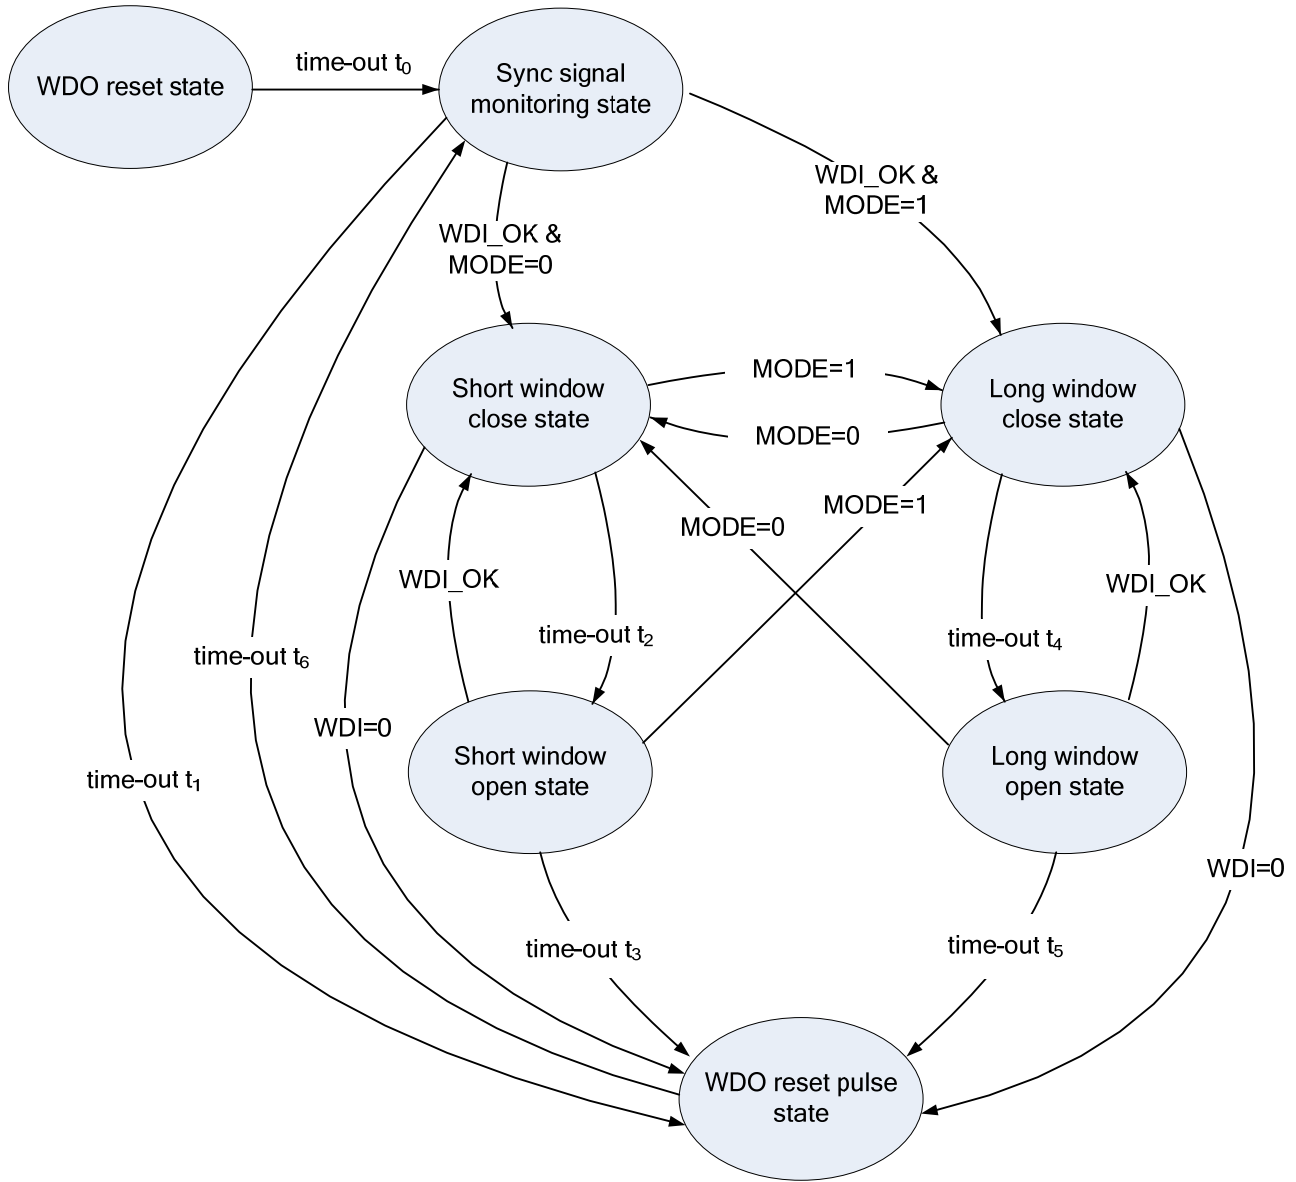 WDO reset state
time-out t0
Sync signal
monitoring state
WDI_OK &
MODE=1
WDI_OK &
MODE=0
Short window
close state
MODE=1
MODE=0
Long window
close state
MODE=1
MODE=0
WDI_OK
WDI_OK
time-out t2
time-out t4
time-out t6
WDI=0
Short window
open state
Long window
open state
time-out t1
WDI=0
time-out t3
time-out t5
WDO reset pulse
state